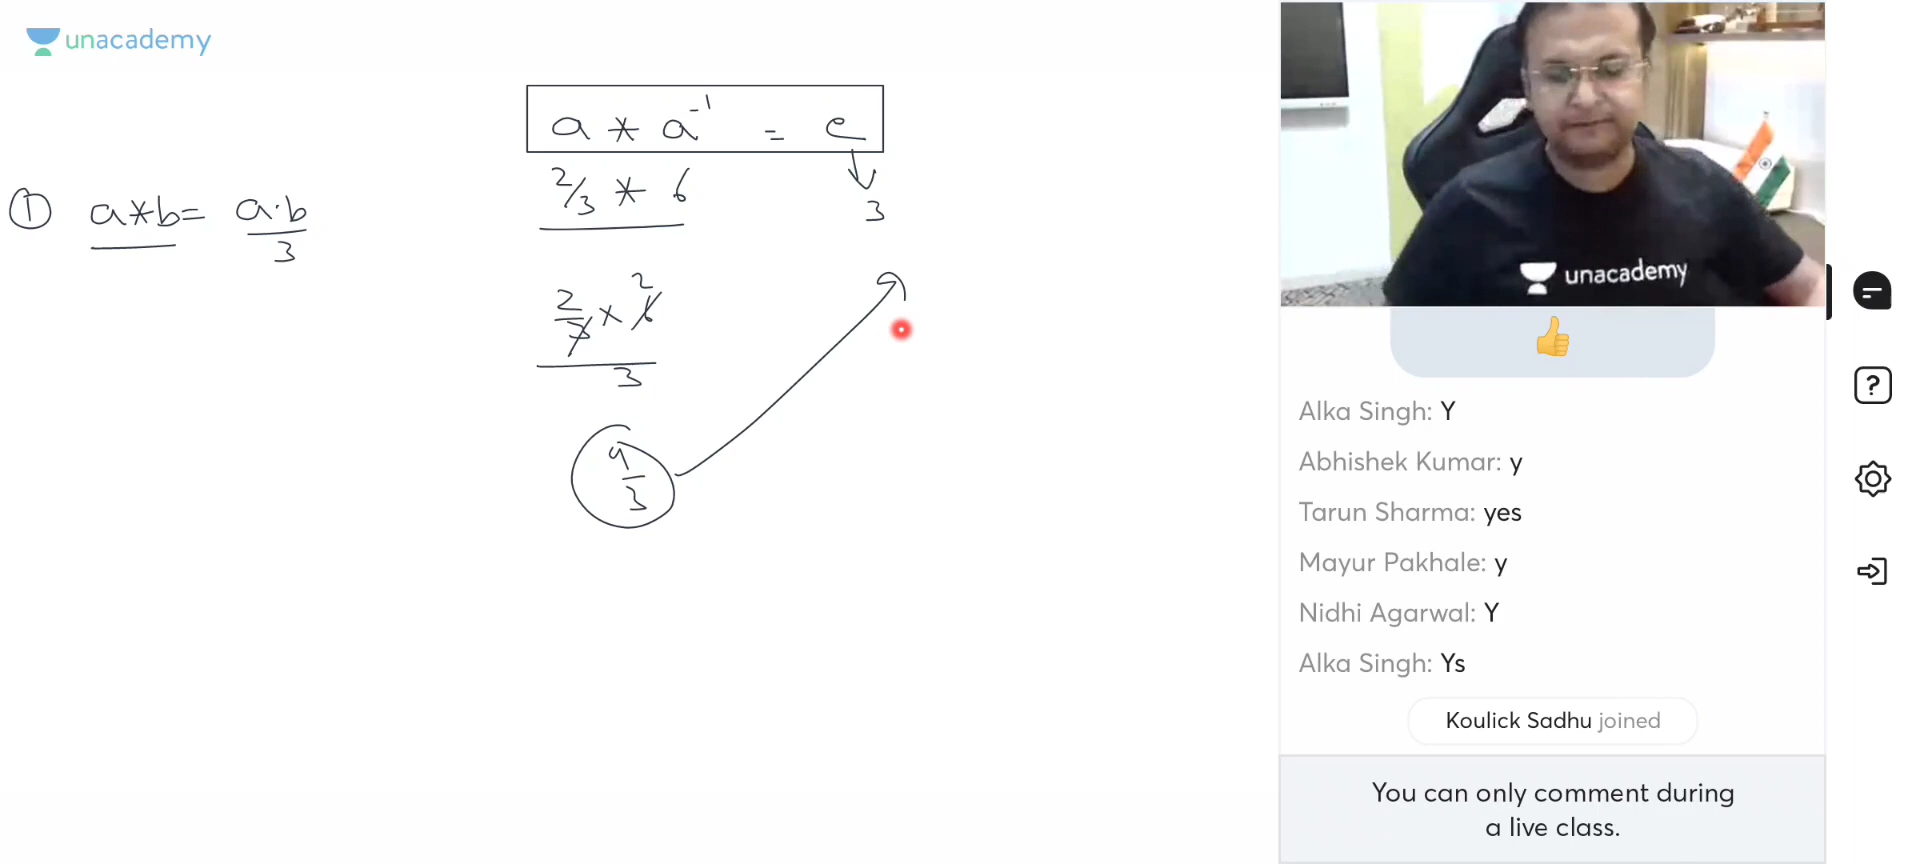 unacademy
a * a⁻¹ = e
2/3 * 6
3
① a*b = a·b
3
2
2 × 6
3
3
4
3
unacademy
👍
Alka Singh: Y
Abhishek Kumar: y
Tarun Sharma: yes
Mayur Pakhale: y
Nidhi Agarwal: Y
Alka Singh: Ys
Koulick Sadhu joined
You can only comment during
a live class.
?